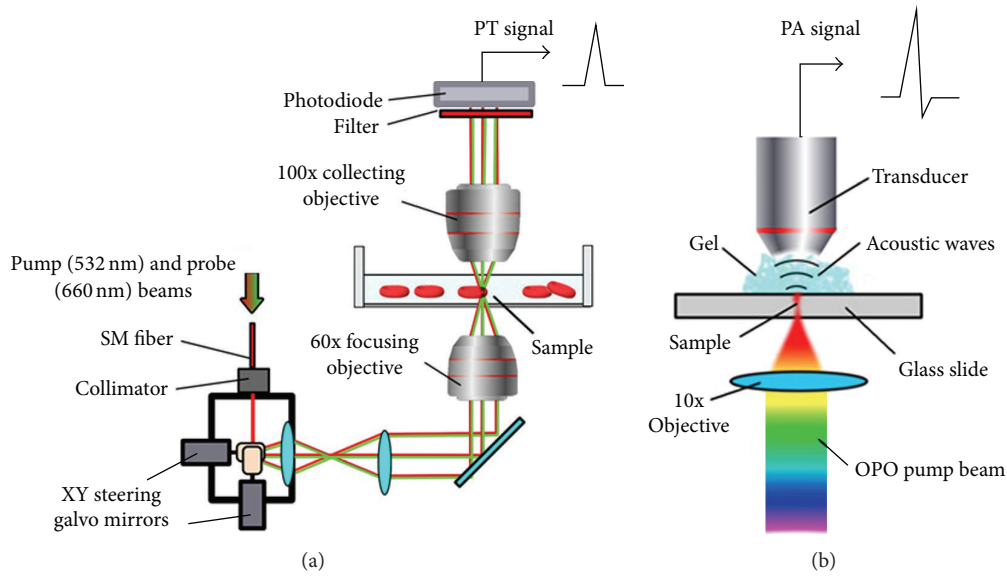 PT signal
Photodiode
Filter
100x collecting
objective
Pump (532 nm) and probe
(660 nm) beams
SM fiber
Collimator
60x focusing
objective
Sample
XY steering
galvo mirrors
(a)
PA signal
Transducer
Gel
Acoustic waves
Sample
Glass slide
10x
Objective
OPO pump beam
(b)